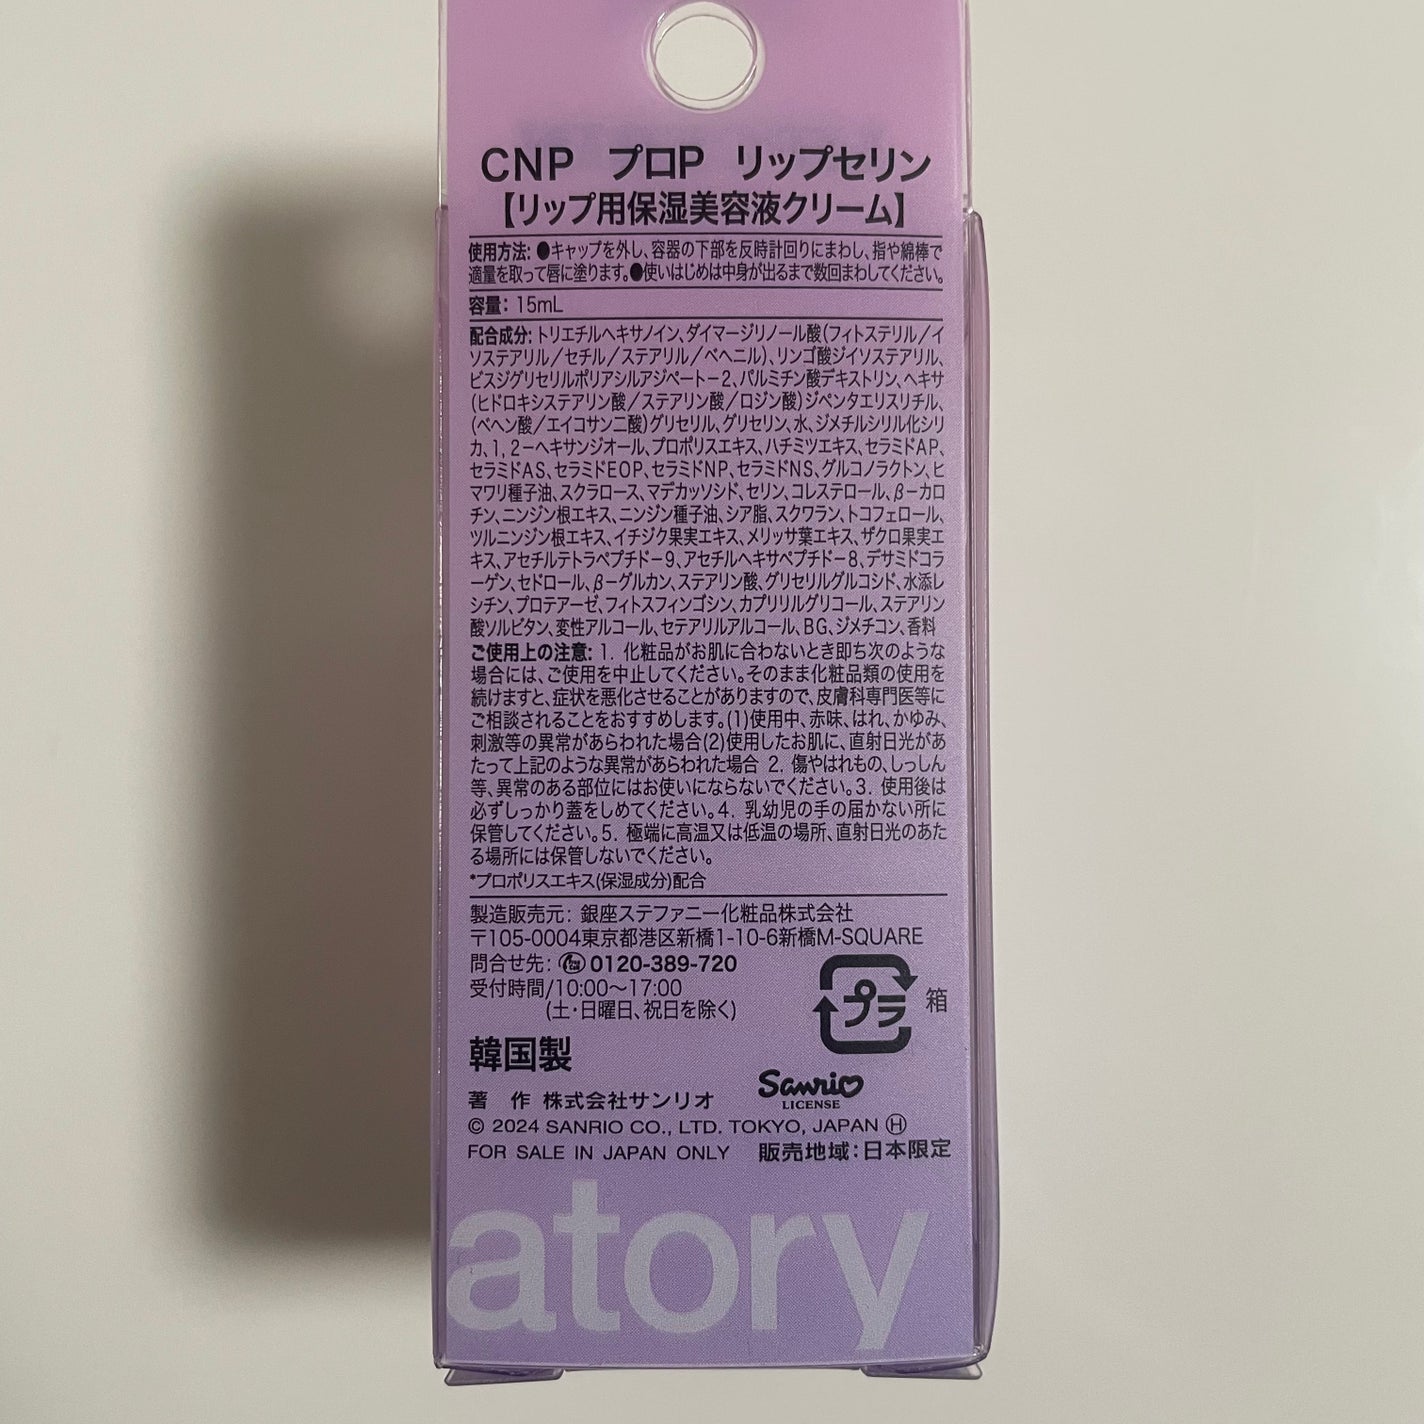 CNP プロP リップセリン
【リップ用保湿美容液クリーム】
使用方法: ●キャップを外し、容器の下部を反時計回りにまわし、指や綿棒で
適量を取って唇に塗ります。●使いはじめは中身が出るまで数回まわしてください。
容量: 15mL
配合成分: トリエチルヘキサノイン、ダイマージリノール酸(フィトステリル/イ
ソステアリル/セチル/ステアリル/ベヘニル)、リンゴ酸ジイソステアリル、
ビスジグリセリルポリアシルアジペート-2、パルミチン酸デキストリン、ヘキサ
(ヒドロキシステアリン酸/ステアリン酸/ロジン酸)ジペンタエリスリチル、
(ベヘン酸/エイコサン二酸)グリセリル、グリセリン、水、ジメチルシリル化シリ
カ、1,2-ヘキサンジオール、プロポリスエキス、ハチミツエキス、セラミドAP、
セラミドAS、セラミドEOP、セラミドNP、セラミドNS、グルコノラクトン、ヒ
マワリ種子油、スクラロース、マデカッソシド、セリン、コレステロール、β-カロ
チン、ニンジン根エキス、ニンジン種子油、シア脂、スクワラン、トコフェロール、
ツルニンジン根エキス、イチジク果実エキス、メリッサ葉エキス、ザクロ果実エ
キス、アセチルテトラペプチド-9、アセチルヘキサペプチド-8、デサミドコラ
ーゲン、セドロール、β-グルカン、ステアリン酸、グリセリルグルコシド、水添レ
シチン、プロテアーゼ、フィトスフィンゴシン、カプリリルグリコール、ステアリン
酸ソルビタン、変性アルコール、セテアリルアルコール、BG、ジメチコン、香料
ご使用上の注意: 1. 化粧品がお肌に合わないとき即ち次のような
場合には、ご使用を中止してください。そのまま化粧品類の使用を
続けますと、症状を悪化させることがありますので、皮膚科専門医等に
ご相談されることをおすすめします。(1)使用中、赤味、はれ、かゆみ、
刺激等の異常があらわれた場合(2)使用したお肌に、直射日光があ
たって上記のような異常があらわれた場合 2. 傷やはれもの、しっしん
等、異常のある部位にはお使いにならないでください。3. 使用後は
必ずしっかり蓋をしめてください。4. 乳幼児の手の届かない所に
保管してください。5. 極端に高温又は低温の場所、直射日光のあた
る場所には保管しないでください。
*プロポリスエキス(保湿成分)配合
製造販売元: 銀座ステファニー化粧品株式会社
〒105-0004東京都港区新橋1-10-6新橋M-SQUARE
問合せ先: 0120-389-720
受付時間/10:00～17:00
(土・日曜日、祝日を除く)
プラ 箱
韓国製
Sanrio
LICENSE
著 作 株式会社サンリオ
© 2024 SANRIO CO., LTD. TOKYO, JAPAN Ⓗ
FOR SALE IN JAPAN ONLY 販売地域:日本限定
atory